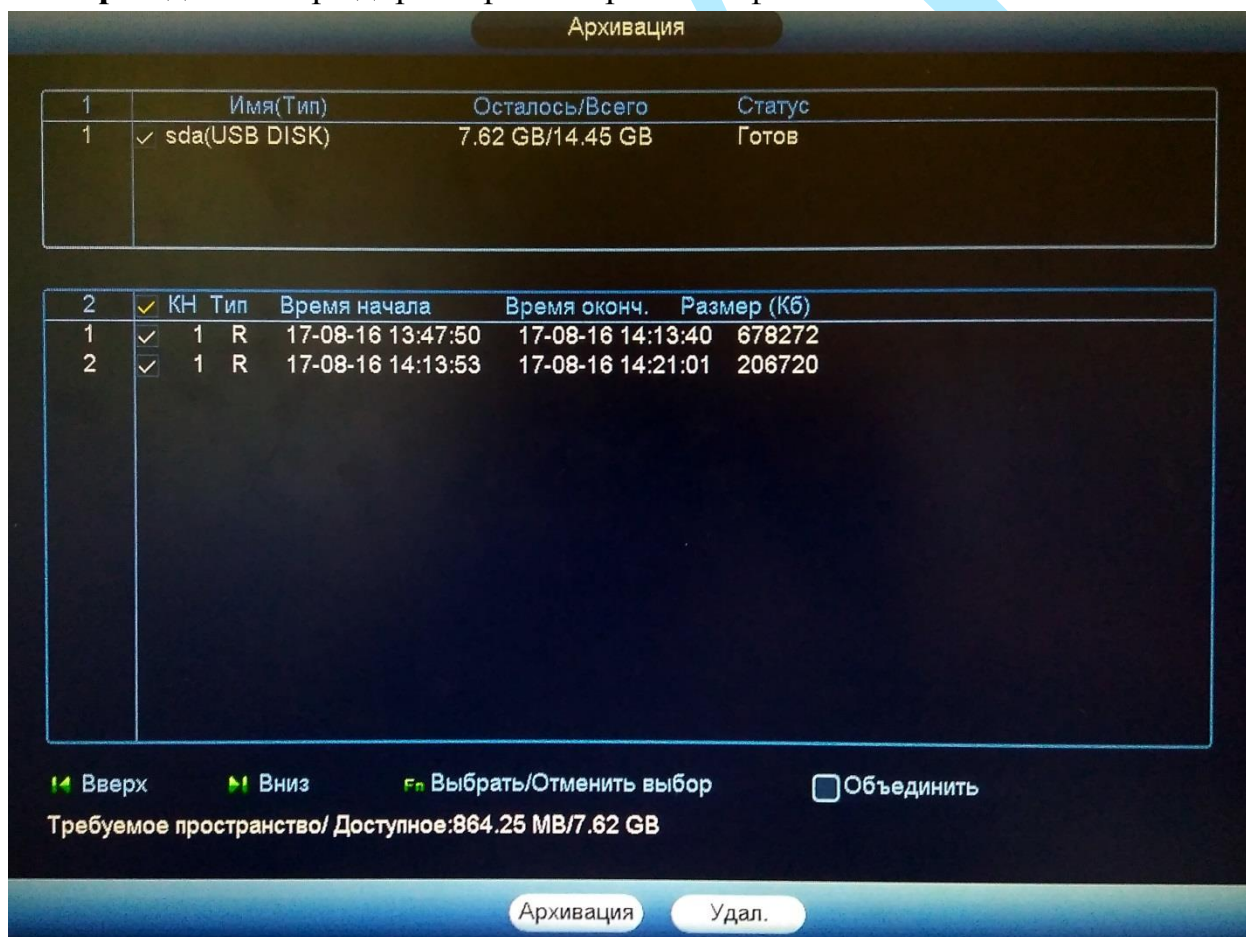 Архивация
1 Имя(Тип) Осталось/Всего Статус
1 sda(USB DISK) 7.62 GB/14.45 GB Готов
2 КН Тип Время начала Время оконч. Размер (Кб)
1 1 R 17-08-16 13:47:50 17-08-16 14:13:40 678272
2 1 R 17-08-16 14:13:53 17-08-16 14:21:01 206720
Вверх Вниз Fn Выбрать/Отменить выбор Объединить
Требуемое пространство/ Доступное:864.25 MB/7.62 GB
Архивация Удал.